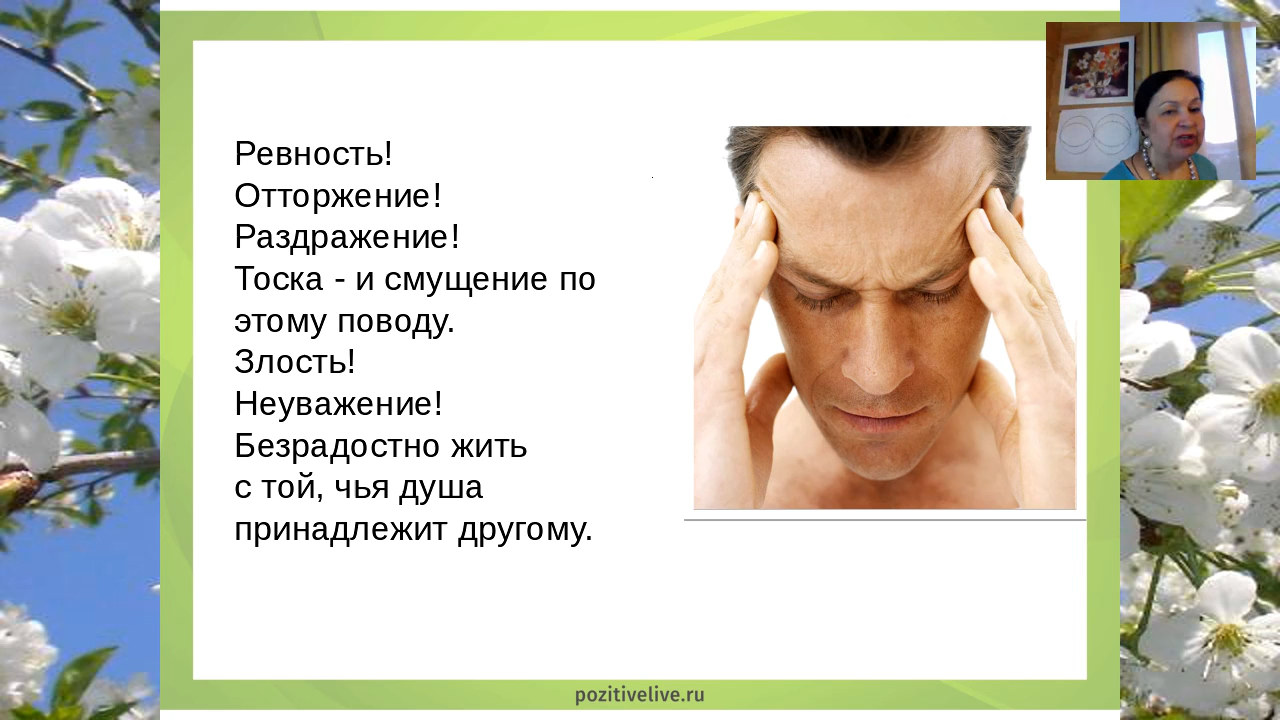 Ревность!
Отторжение!
Раздражение!
Тоска - и смущение по
этому поводу.
Злость!
Неуважение!
Безрадостно жить
с той, чья душа
принадлежит другому.
pozitivelive.ru